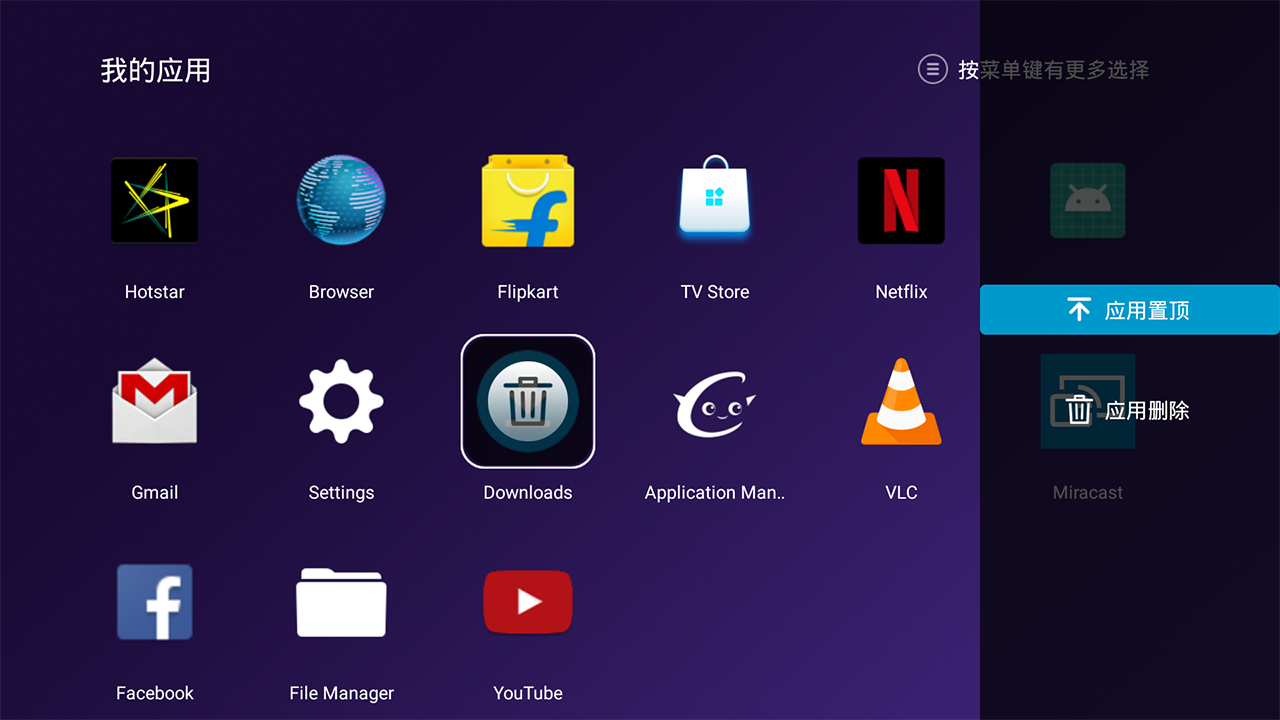 我的应用
按菜单键有更多选择
Hotstar
Browser
Flipkart
TV Store
Netflix
应用置顶
应用删除
Gmail
Settings
Downloads
Application Man..
VLC
Miracast
Facebook
File Manager
YouTube